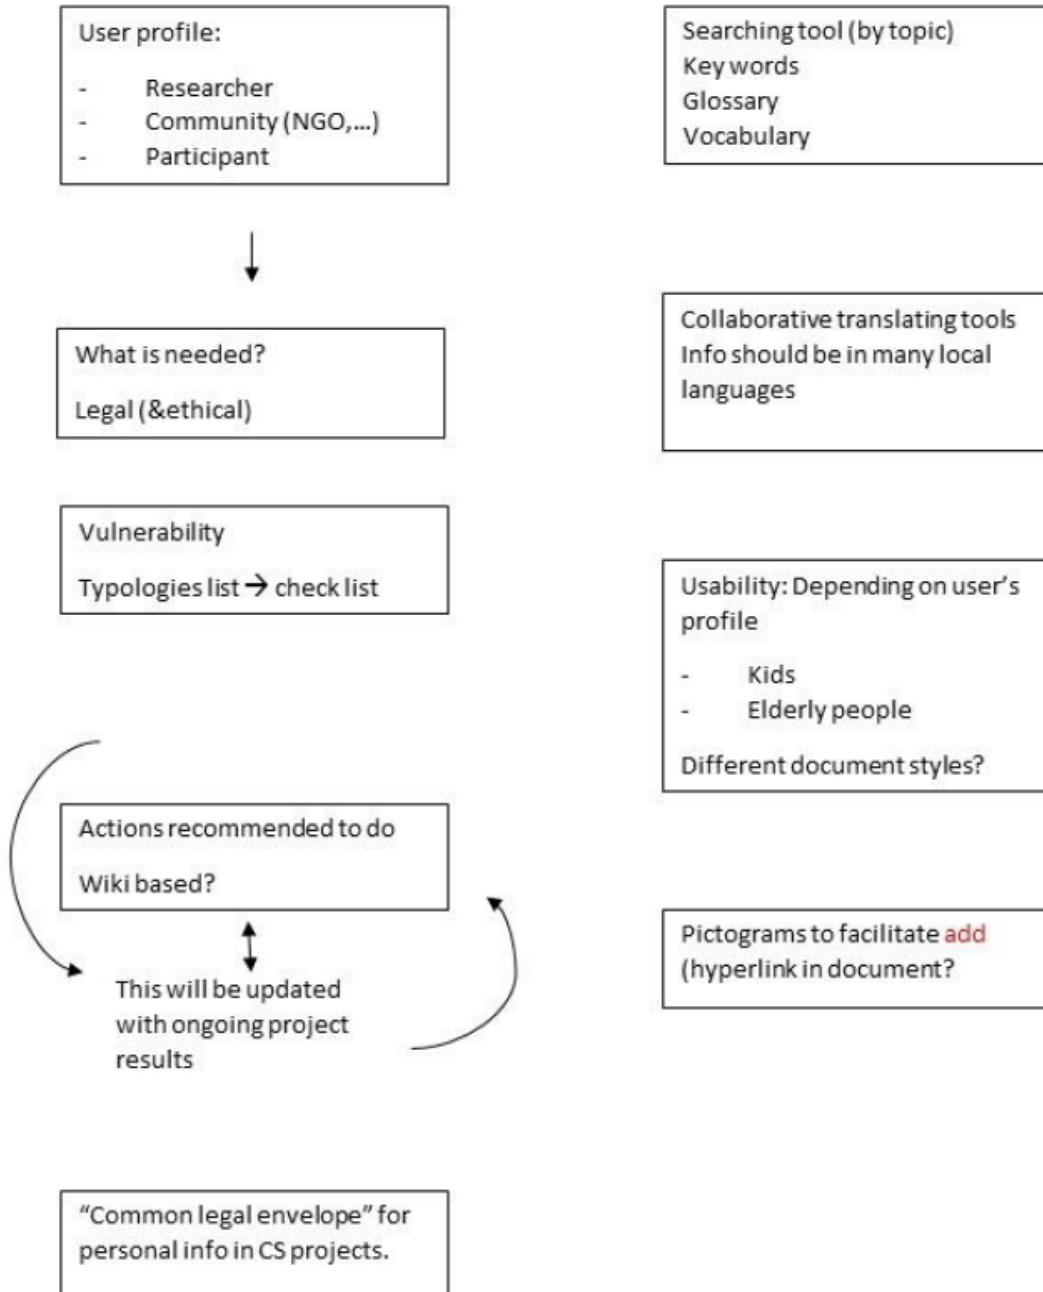 User profile:
- Researcher
- Community (NGO,...)
- Participant
What is needed?
Legal (&ethical)
Vulnerability
Typologies list → check list
Actions recommended to do
Wiki based?
This will be updated
with ongoing project
results
“Common legal envelope” for
personal info in CS projects.
Searching tool (by topic)
Key words
Glossary
Vocabulary
Collaborative translating tools
Info should be in many local
languages
Usability: Depending on user’s
profile
- Kids
- Elderly people
Different document styles?
Pictograms to facilitate add
(hyperlink in document?